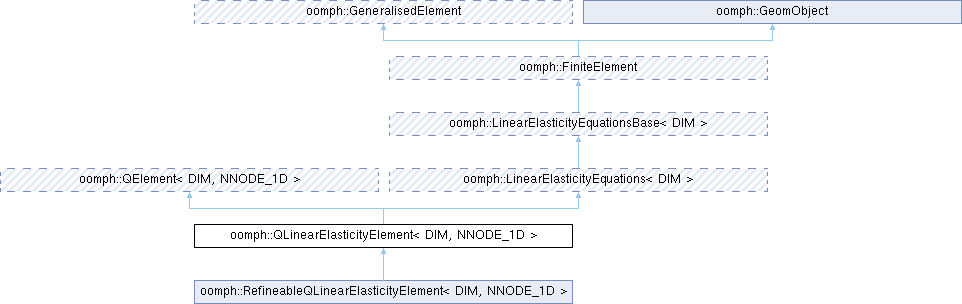 oomph::GeneralisedElement
oomph::GeomObject
oomph::FiniteElement
oomph::LinearElasticityEquationsBase< DIM >
oomph::QElement< DIM, NNODE_1D >
oomph::LinearElasticityEquations< DIM >
oomph::QLinearElasticityElement< DIM, NNODE_1D >
oomph::RefineableQLinearElasticityElement< DIM, NNODE_1D >